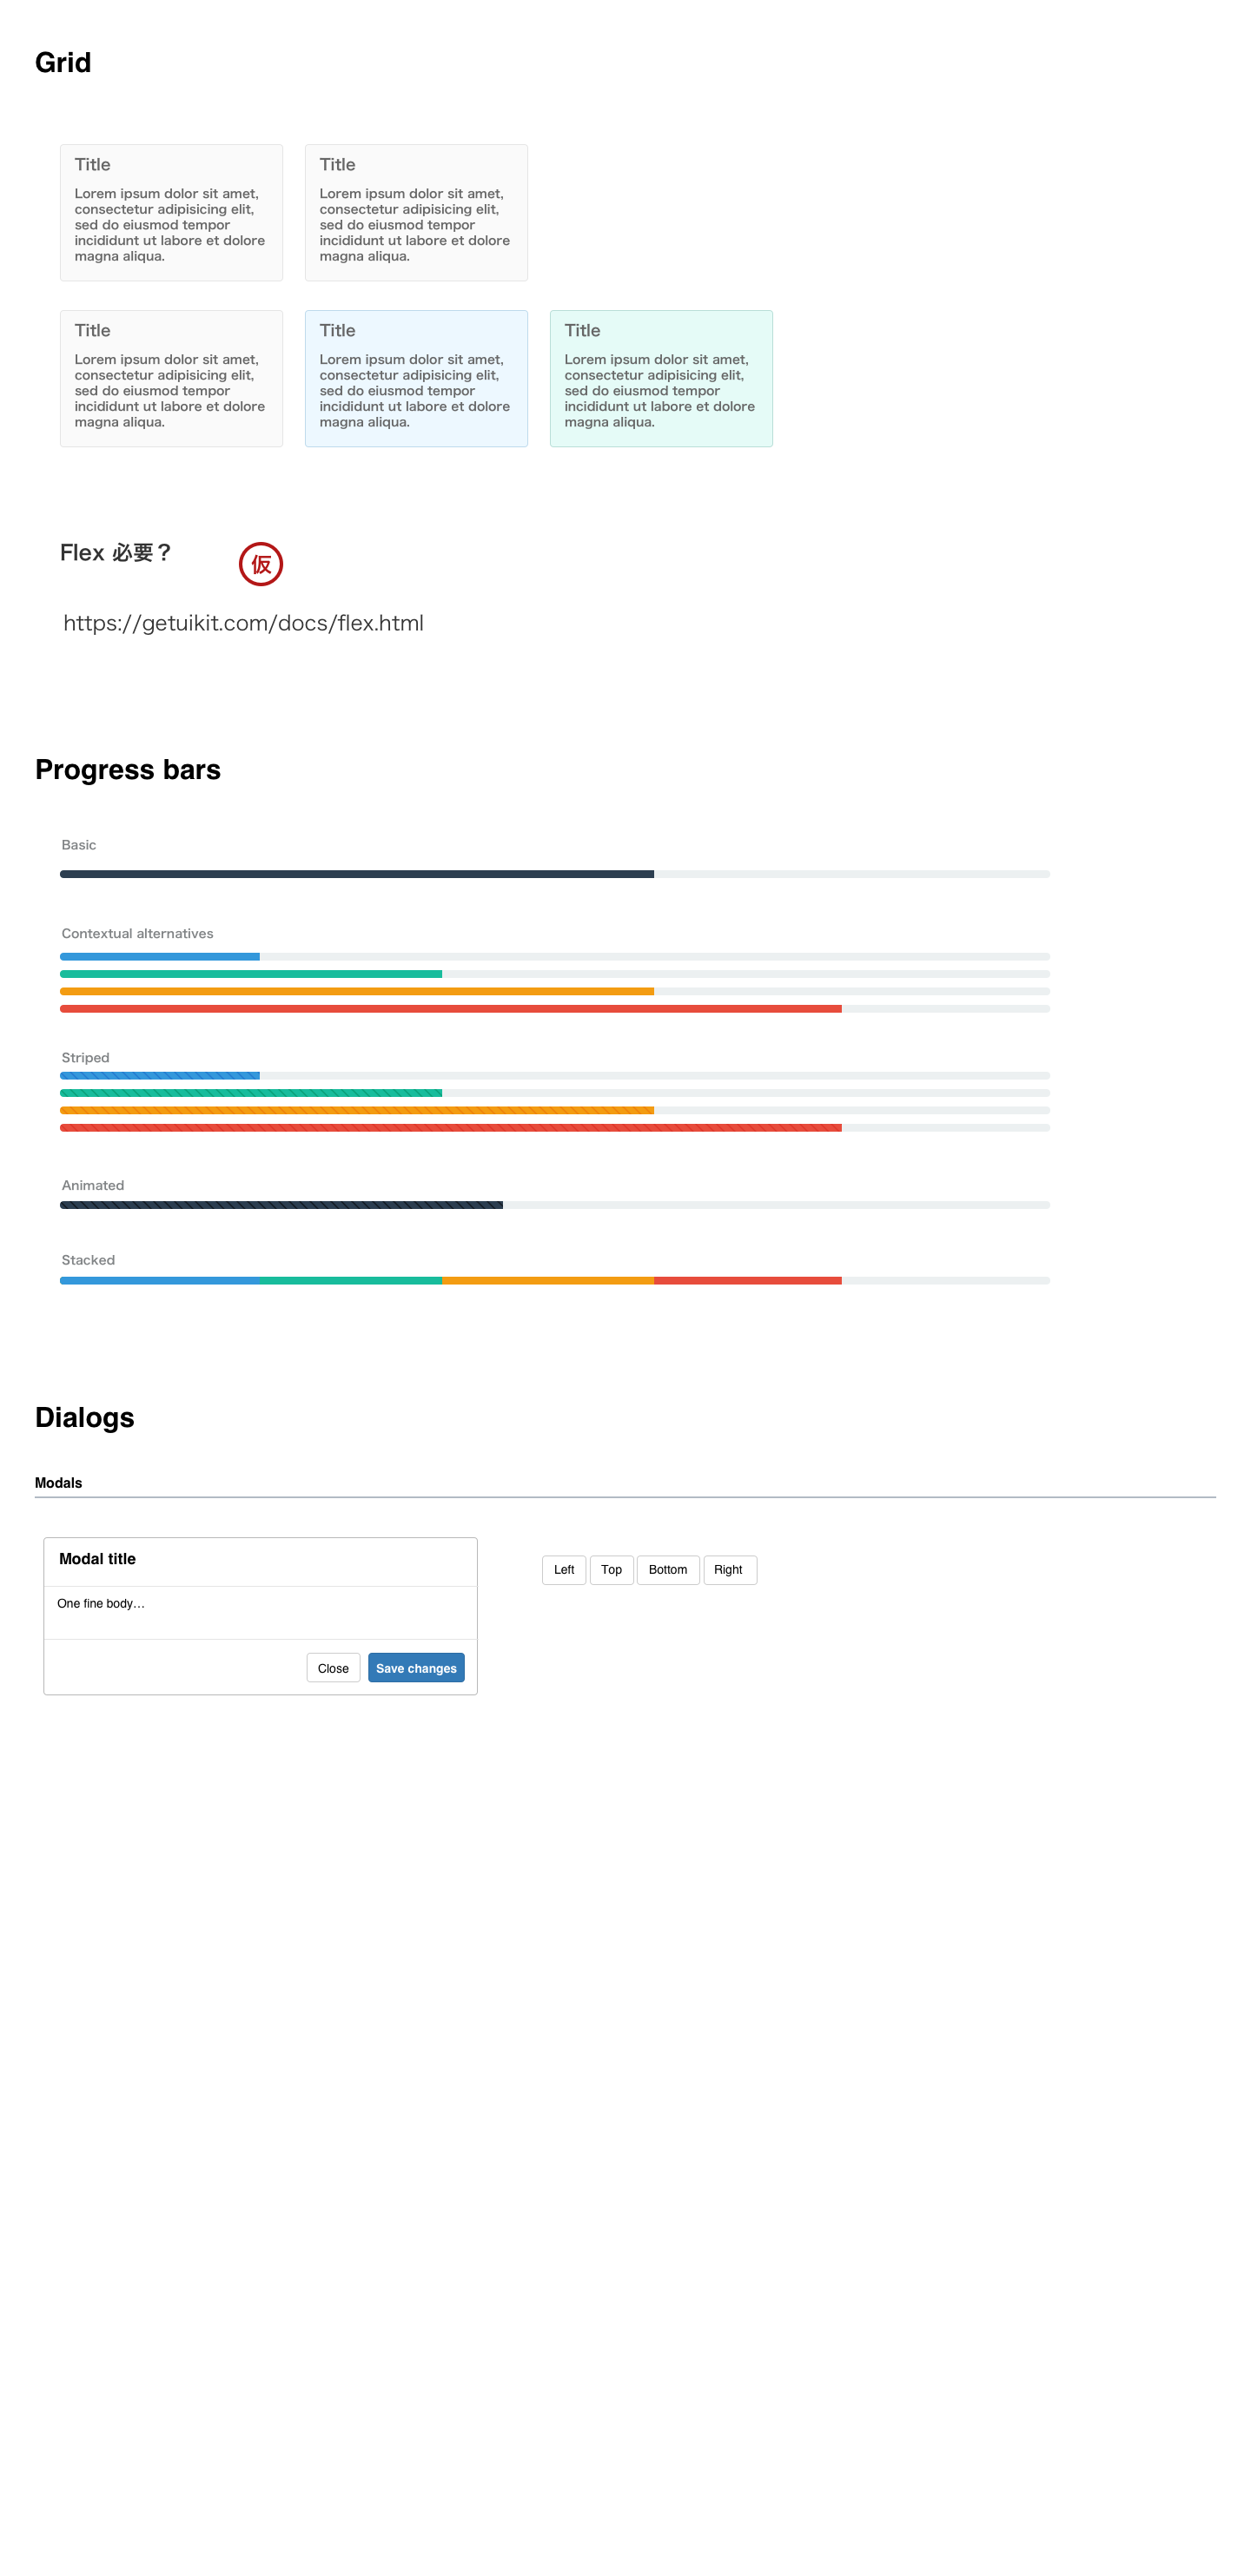 Grid
Title
Lorem ipsum dolor sit amet,
consectetur adipisicing elit,
sed do eiusmod tempor
incididunt ut labore et dolore
magna aliqua.
Title
Lorem ipsum dolor sit amet,
consectetur adipisicing elit,
sed do eiusmod tempor
incididunt ut labore et dolore
magna aliqua.
Title
Lorem ipsum dolor sit amet,
consectetur adipisicing elit,
sed do eiusmod tempor
incididunt ut labore et dolore
magna aliqua.
Title
Lorem ipsum dolor sit amet,
consectetur adipisicing elit,
sed do eiusmod tempor
incididunt ut labore et dolore
magna aliqua.
Title
Lorem ipsum dolor sit amet,
consectetur adipisicing elit,
sed do eiusmod tempor
incididunt ut labore et dolore
magna aliqua.
Flex 必要？
仮
https://getuikit.com/docs/flex.html
Progress bars
Basic
Contextual alternatives
Striped
Animated
Stacked
Dialogs
Modals
Modal title
One fine body…
Close
Save changes
Left
Top
Bottom
Right